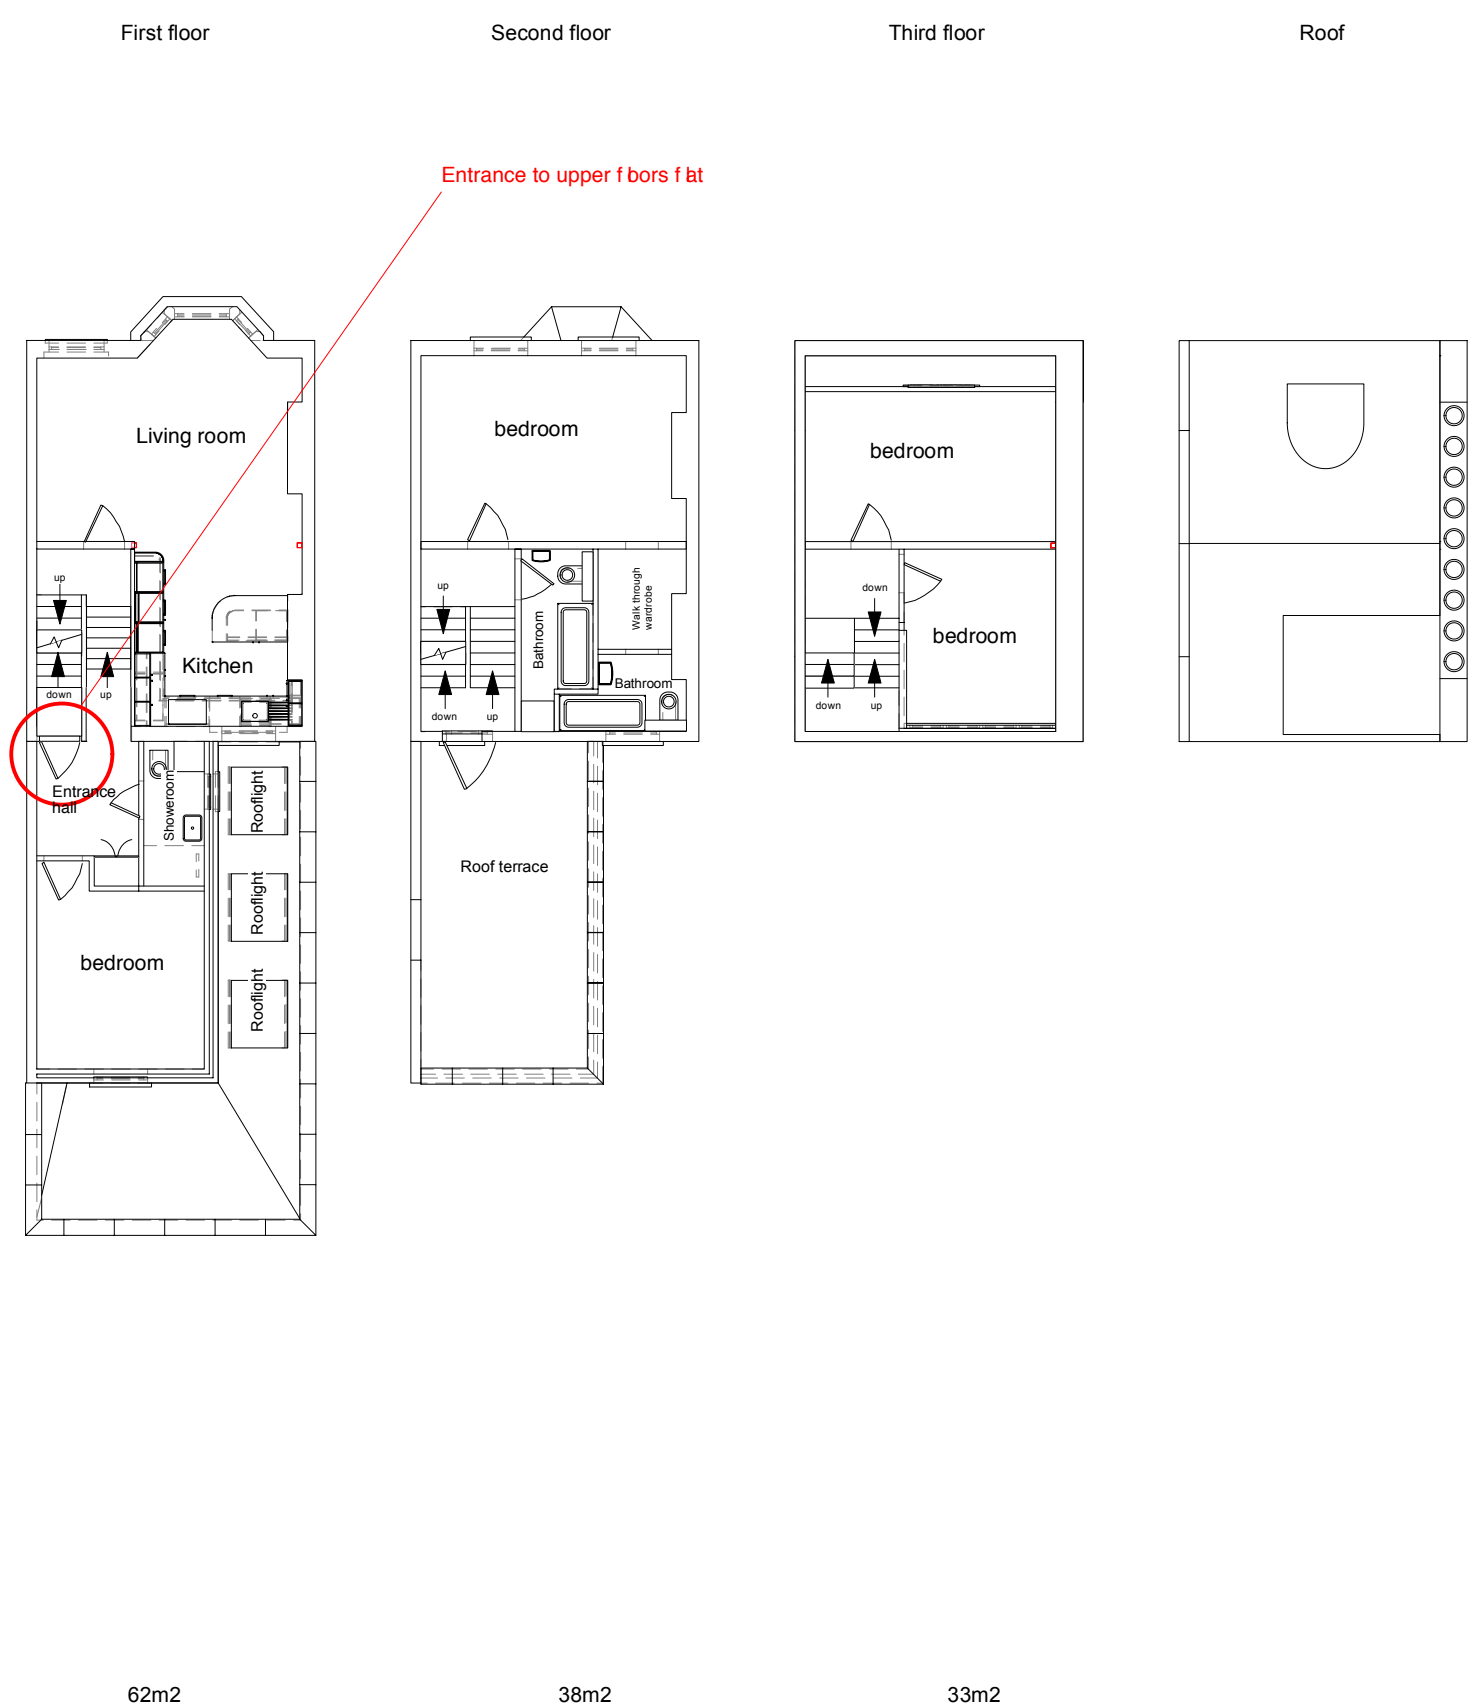 First floor
Second floor
Third floor
Roof
Entrance to upper floors flat
Living room
up
Kitchen
down
up
Entrance
hall
Showeroom
Rooflight
Rooflight
Rooflight
bedroom
bedroom
up
Bathroom
Walk through
wardrobe
Bathroom
down
up
Roof terrace
bedroom
down
bedroom
down
up
62m2
38m2
33m2